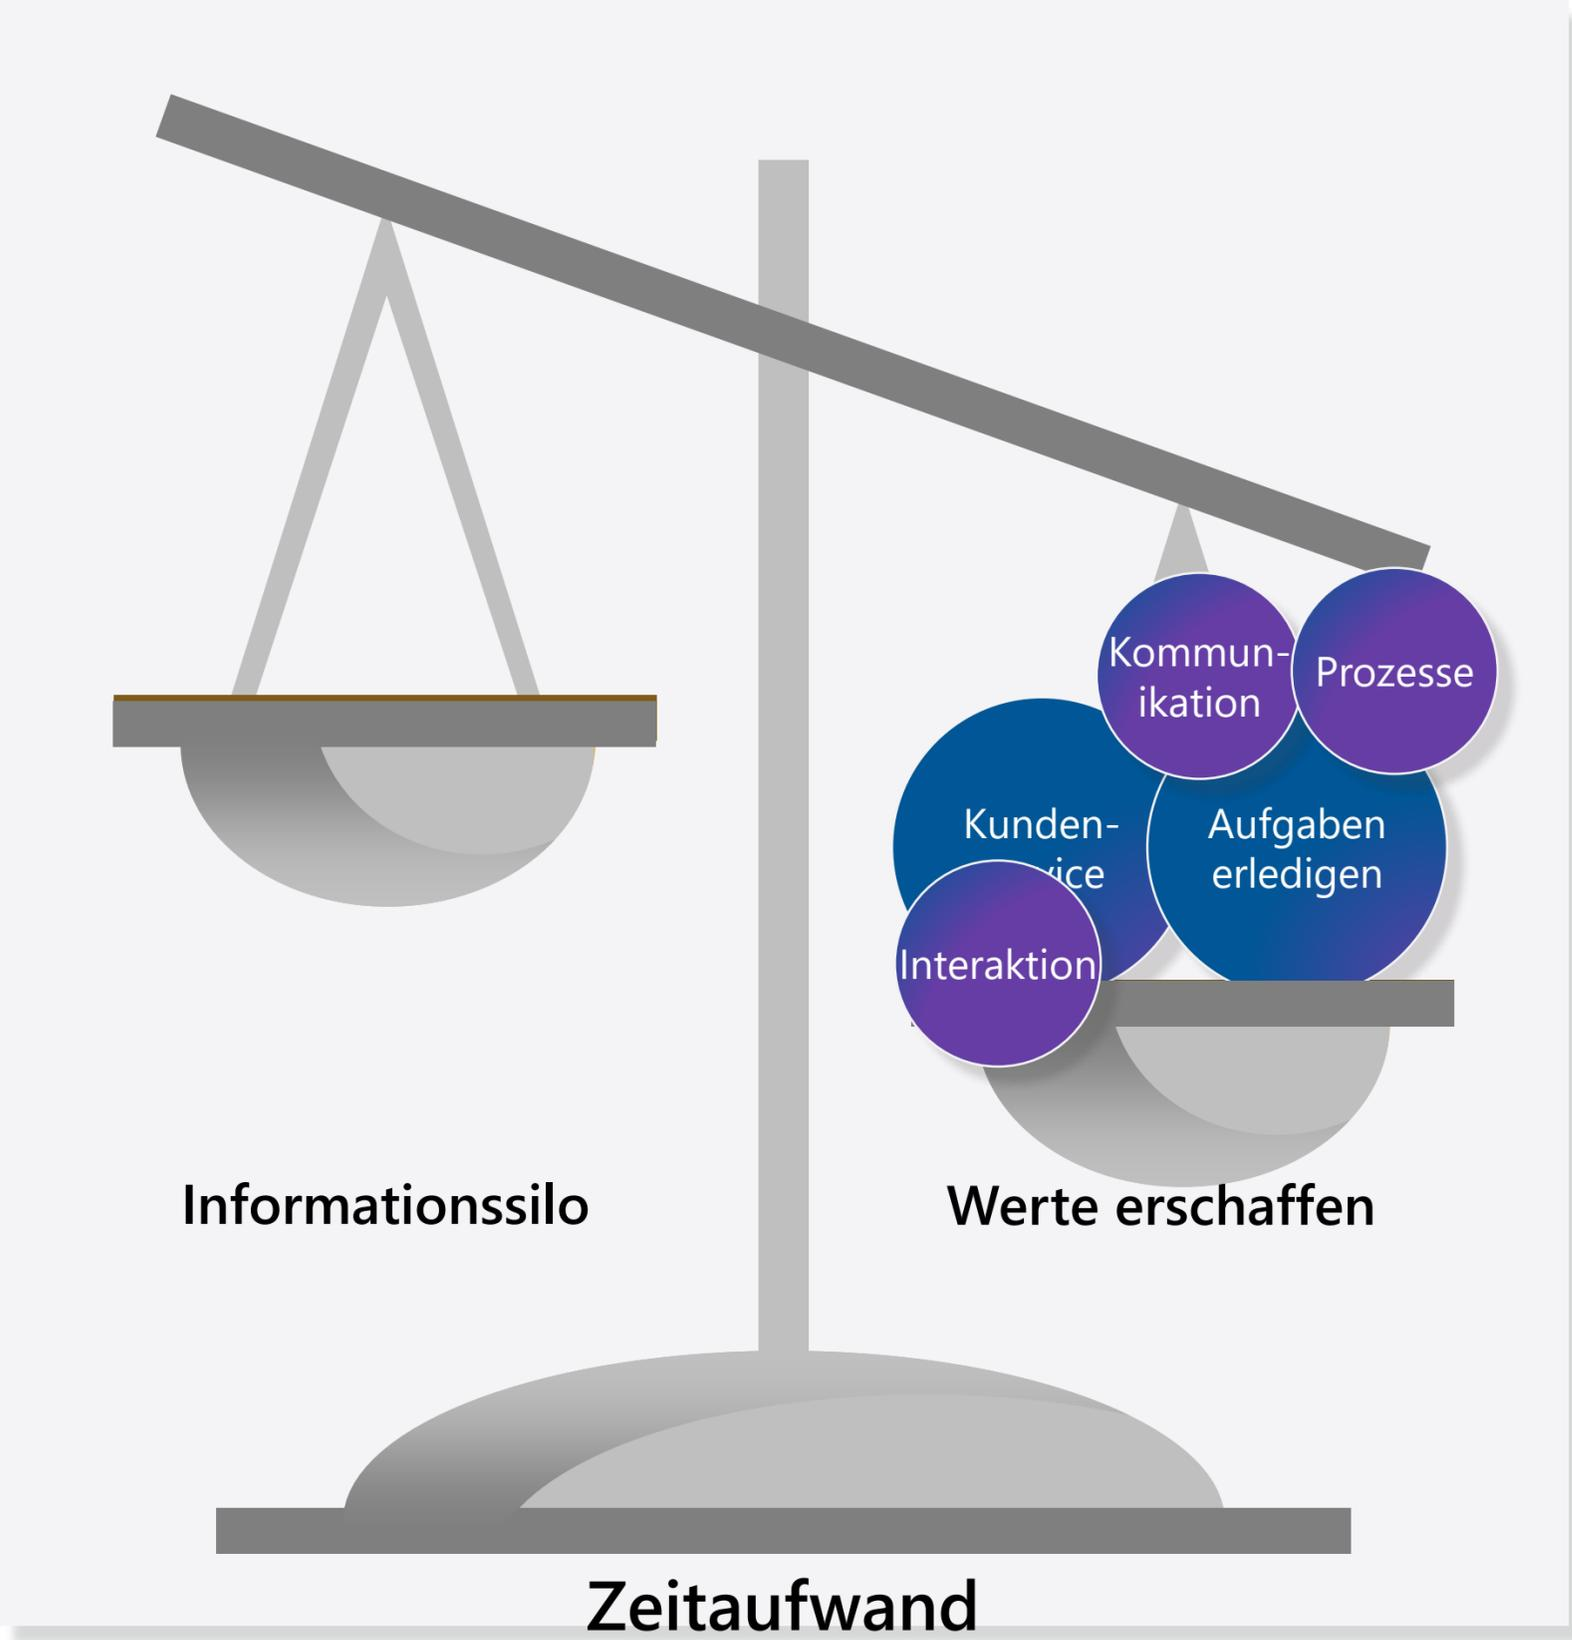 Kommun-
ikation
Prozesse
Kunden-
Aufgaben
erledigen
Interaktion
Informationssilo
Werte erschaffen
Zeitaufwand